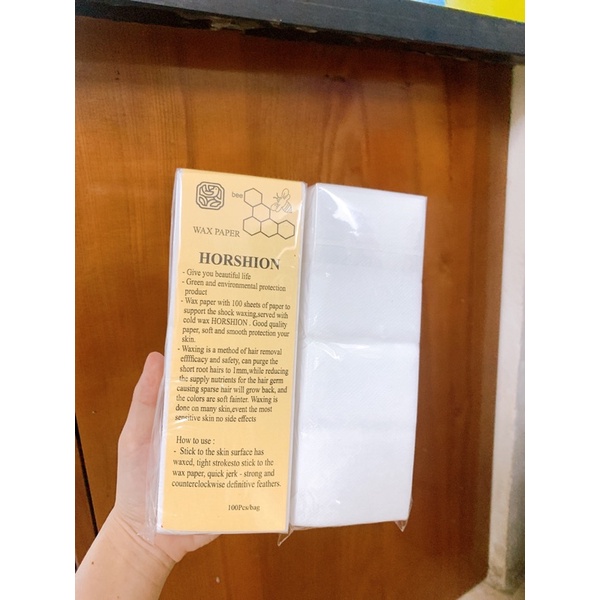 bee
WAX PAPER
HORSHION
- Give you beautiful life
- Green and environmental protection
product
- Wax paper with 100 sheets of paper to
support the shock waxing,served with
cold wax HORSHION . Good quality
paper, soft and smooth protection your
skin.
- Waxing is a method of hair removal
efffficacy and safety, can purge the
short root hairs to 1mm,while reducing
the supply nutrients for the hair germ
causing sparse nair will grow back, and
the colors are soft fainter. Waxing is
done on many skin,event the most
sensitive skin no side effects
How to use :
- Stick to the skin surface has
waxed, tight strokesto stick to the
wax paper, quick jerk - strong and
counterclockwise definitive feathers.
100Pcs/bag